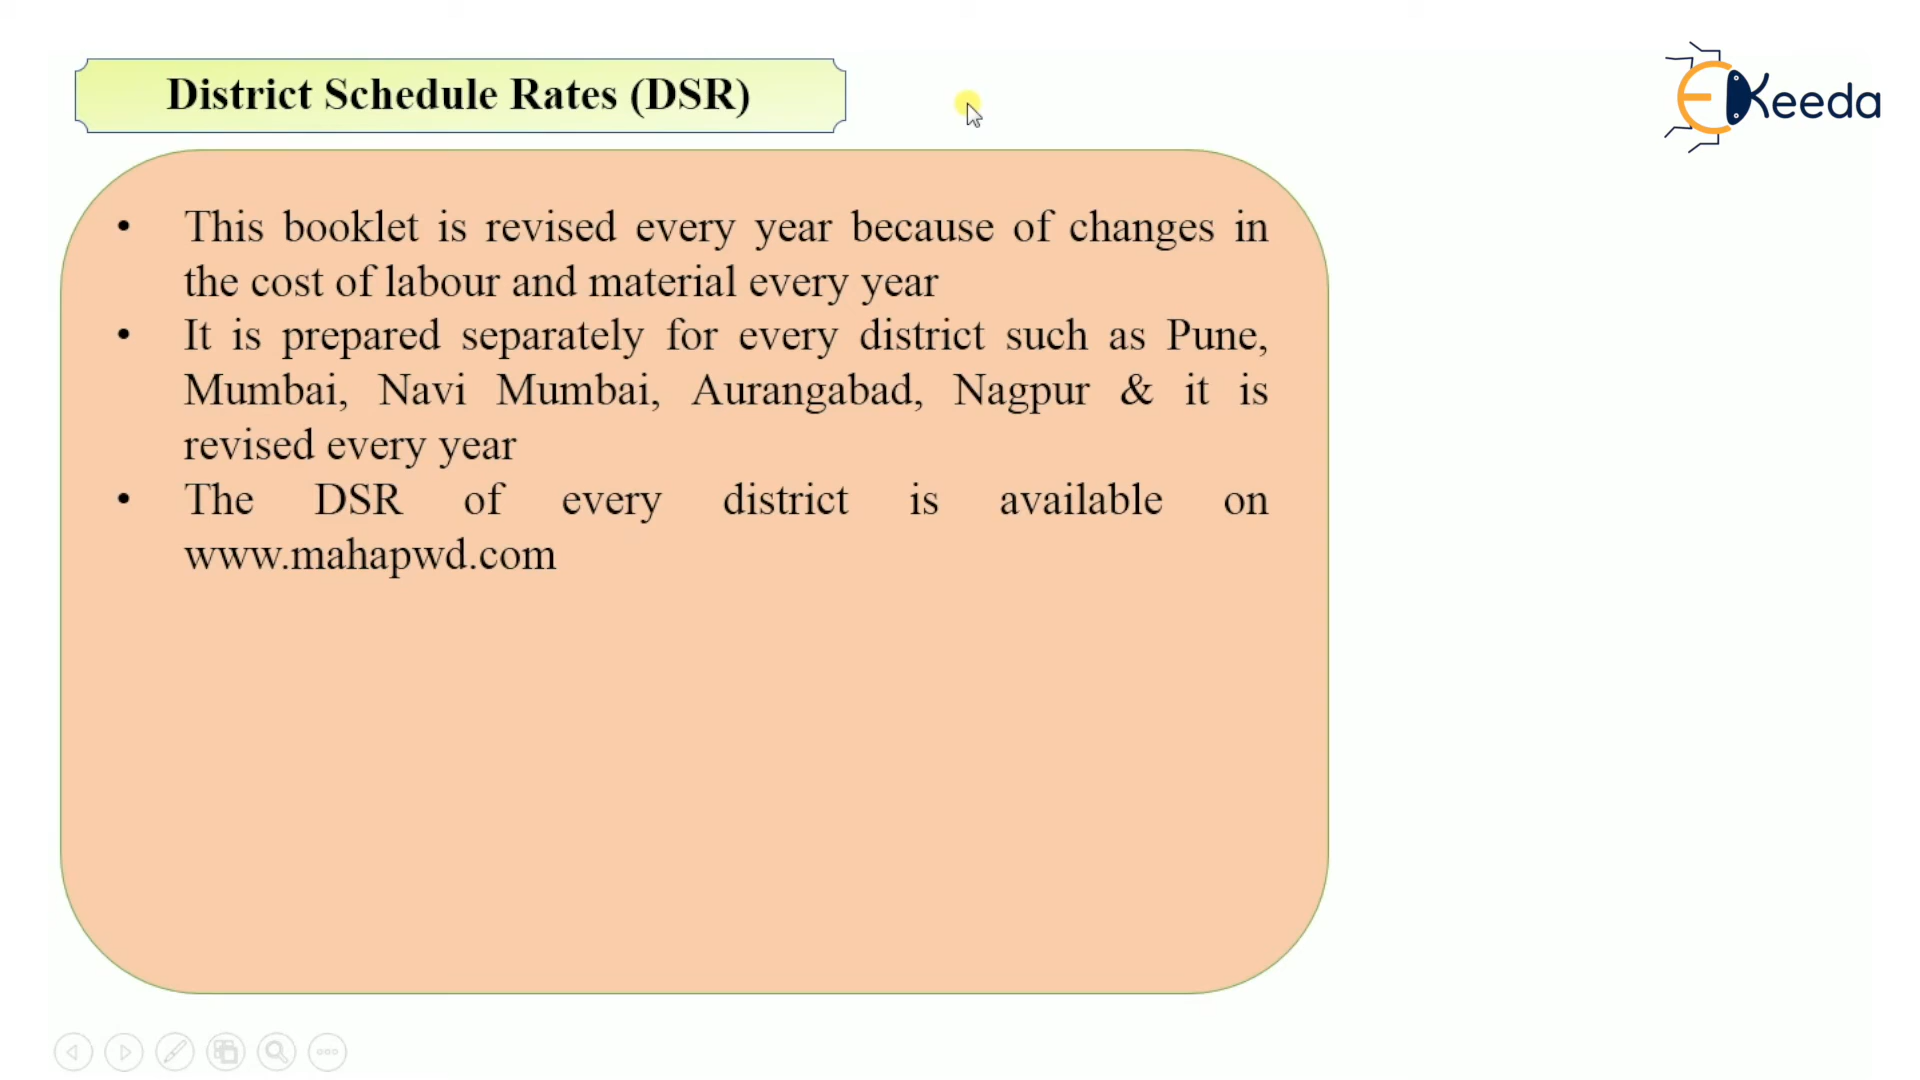 District Schedule Rates (DSR)
EKeeda
• This booklet is revised every year because of changes in
the cost of labour and material every year
• It is prepared separately for every district such as Pune,
Mumbai, Navi Mumbai, Aurangabad, Nagpur & it is
revised every year
• The DSR of every district is available on
www.mahapwd.com